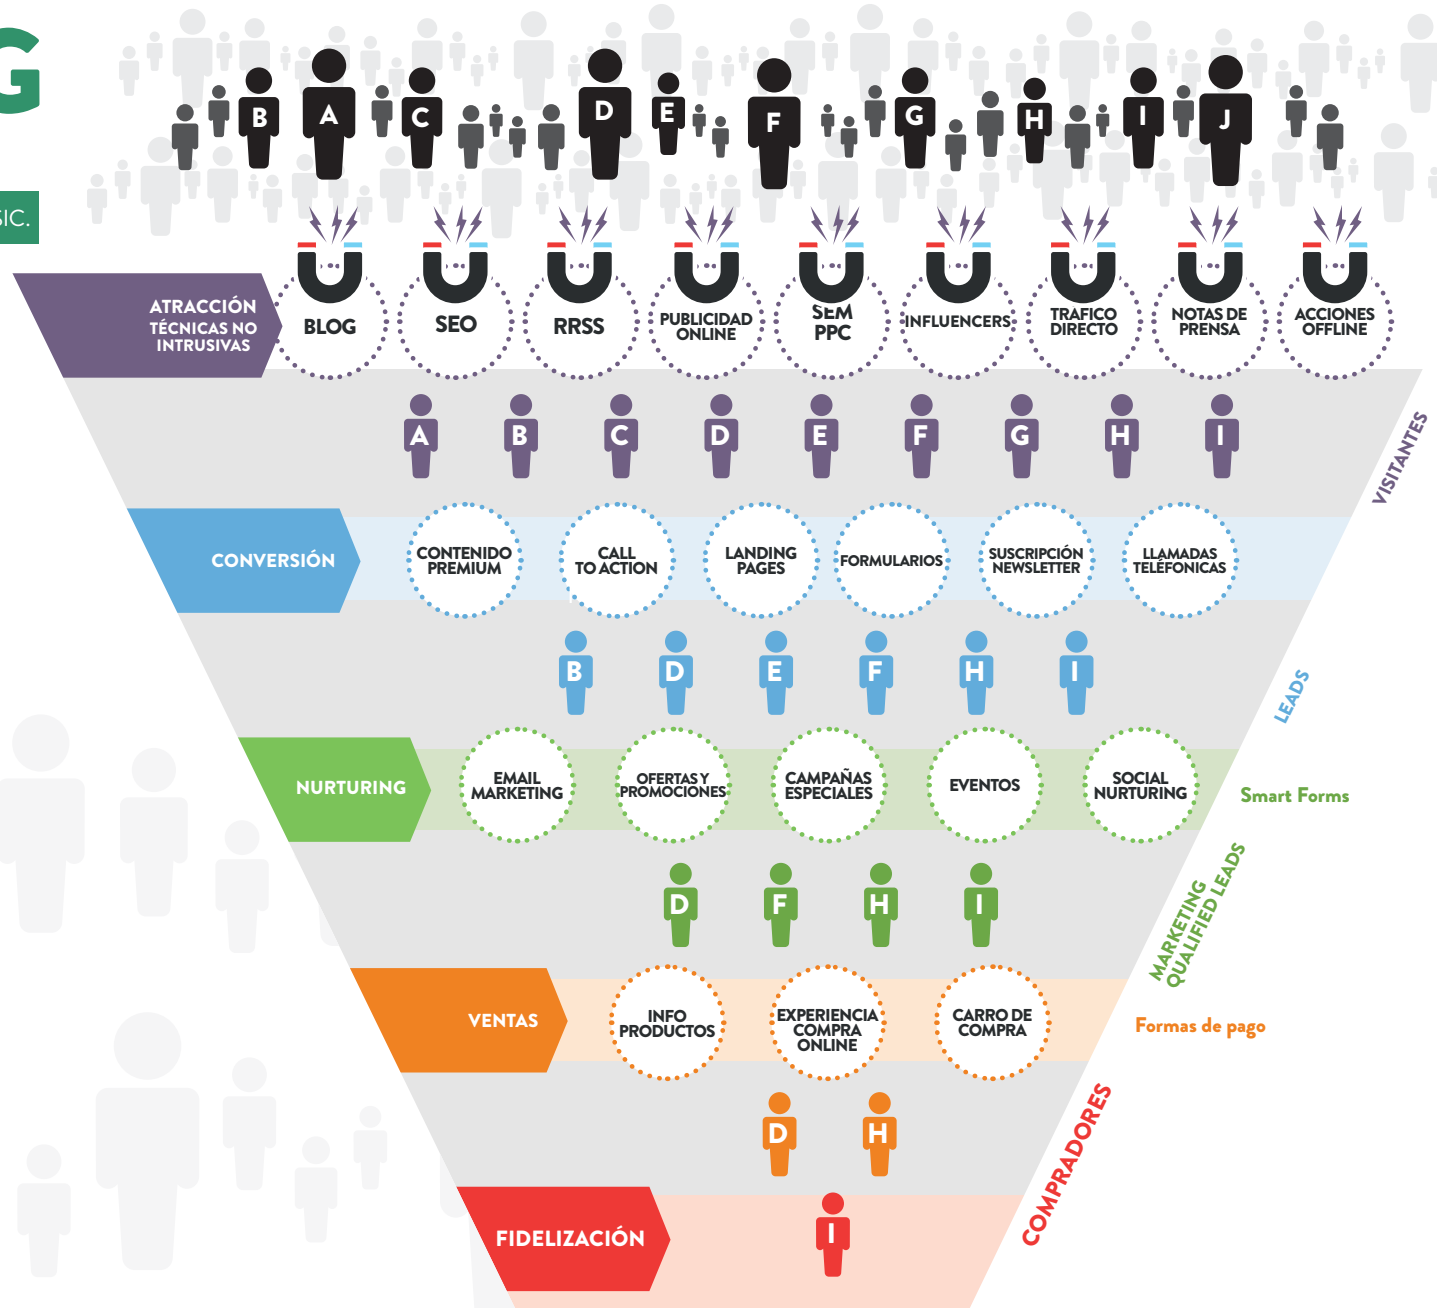 G
SIC.
B A C D E F G H I J
ATRACCIÓN
TÉCNICAS NO
INTRUSIVAS
BLOG
SEO
RRSS
PUBLICIDAD
ONLINE
SEM
PPC
INFLUENCERS
TRAFICO
DIRECTO
NOTAS DE
PRENSA
ACCIONES
OFFLINE
A B C D E F G H I
VISITANTES
CONVERSIÓN
CONTENIDO
PREMIUM
CALL
TO ACTION
LANDING
PAGES
FORMULARIOS
SUSCRIPCIÓN
NEWSLETTER
LLAMADAS
TELÉFONICAS
B D E F H I
LEADS
NURTURING
EMAIL
MARKETING
OFERTAS Y
PROMOCIONES
CAMPAÑAS
ESPECIALES
EVENTOS
SOCIAL
NURTURING
Smart Forms
D F H I
MARKETING
QUALIFIED LEADS
VENTAS
INFO
PRODUCTOS
EXPERIENCIA
COMPRA
ONLINE
CARRO DE
COMPRA
Formas de pago
D H
COMPRADORES
FIDELIZACIÓN
I